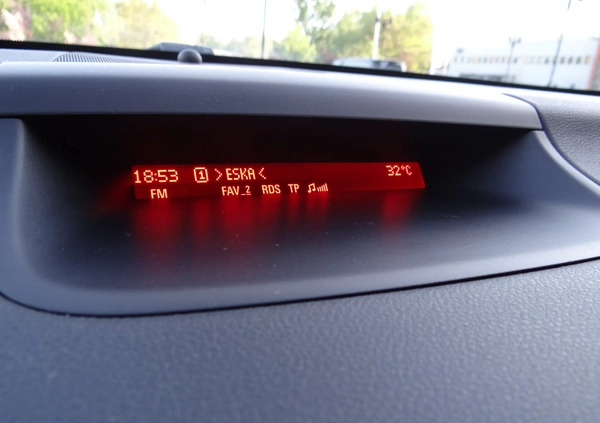 18:53 1 >ESKA< 32°C
FM FAV_2 RDS TP